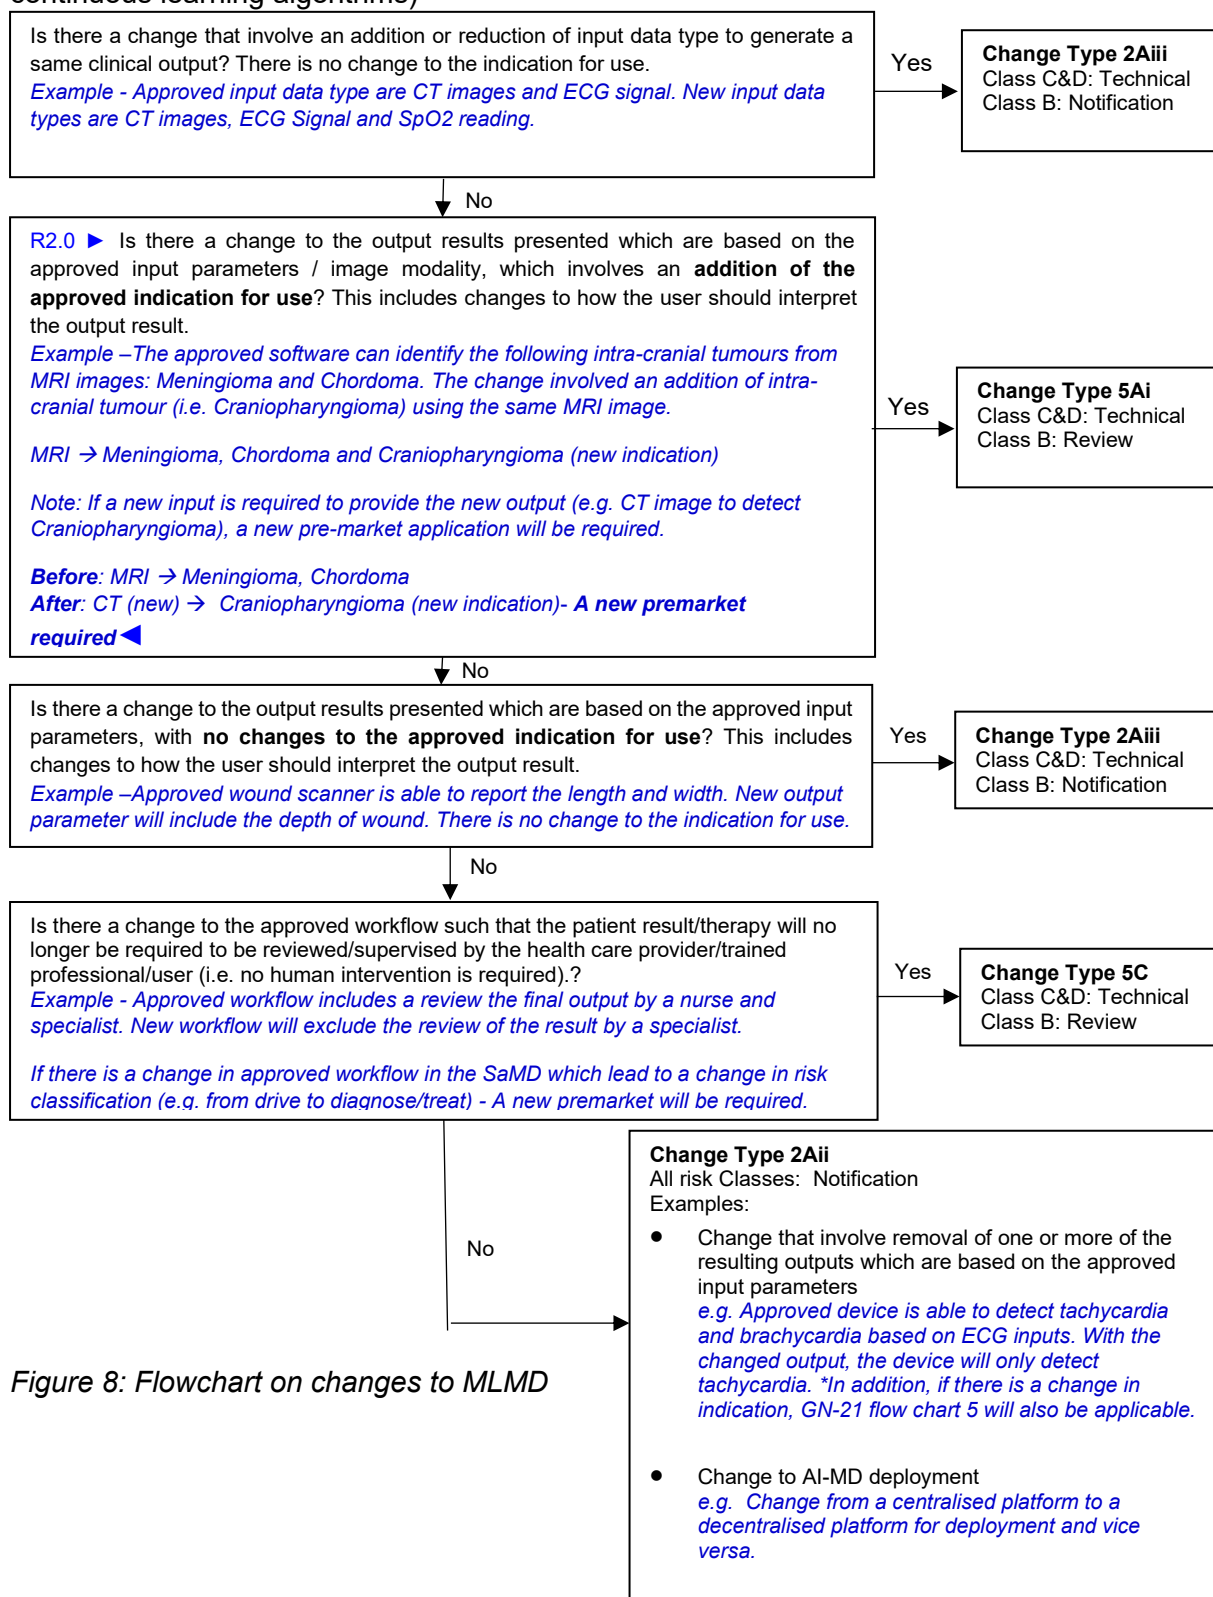 continuous learning algorithms)
Is there a change that involve an addition or reduction of input data type to generate a
same clinical output? There is no change to the indication for use.
Example - Approved input data type are CT images and ECG signal. New input data
types are CT images, ECG Signal and SpO2 reading.
Yes
Change Type 2Aiii
Class C&D: Technical
Class B: Notification
No
R2.0 ► Is there a change to the output results presented which are based on the
approved input parameters / image modality, which involves an addition of the
approved indication for use? This includes changes to how the user should interpret
the output result.
Example –The approved software can identify the following intra-cranial tumours from
MRI images: Meningioma and Chordoma. The change involved an addition of intra-
cranial tumour (i.e. Craniopharyngioma) using the same MRI image.
MRI → Meningioma, Chordoma and Craniopharyngioma (new indication)
Note: If a new input is required to provide the new output (e.g. CT image to detect
Craniopharyngioma), a new pre-market application will be required.
Before: MRI → Meningioma, Chordoma
After: CT (new) → Craniopharyngioma (new indication)- A new premarket
required◄
Yes
Change Type 5Ai
Class C&D: Technical
Class B: Review
No
Is there a change to the output results presented which are based on the approved input
parameters, with no changes to the approved indication for use? This includes
changes to how the user should interpret the output result.
Example –Approved wound scanner is able to report the length and width. New output
parameter will include the depth of wound. There is no change to the indication for use.
Yes
Change Type 2Aiii
Class C&D: Technical
Class B: Notification
No
Is there a change to the approved workflow such that the patient result/therapy will no
longer be required to be reviewed/supervised by the health care provider/trained
professional/user (i.e. no human intervention is required).?
Example - Approved workflow includes a review the final output by a nurse and
specialist. New workflow will exclude the review of the result by a specialist.
If there is a change in approved workflow in the SaMD which lead to a change in risk
classification (e.g. from drive to diagnose/treat) - A new premarket will be required.
Yes
Change Type 5C
Class C&D: Technical
Class B: Review
No
Change Type 2Aii
All risk Classes: Notification
Examples:
● Change that involve removal of one or more of the
resulting outputs which are based on the approved
input parameters
e.g. Approved device is able to detect tachycardia
and brachycardia based on ECG inputs. With the
changed output, the device will only detect
tachycardia. *In addition, if there is a change in
indication, GN-21 flow chart 5 will also be applicable.
● Change to AI-MD deployment
e.g. Change from a centralised platform to a
decentralised platform for deployment and vice
versa.
Figure 8: Flowchart on changes to MLMD